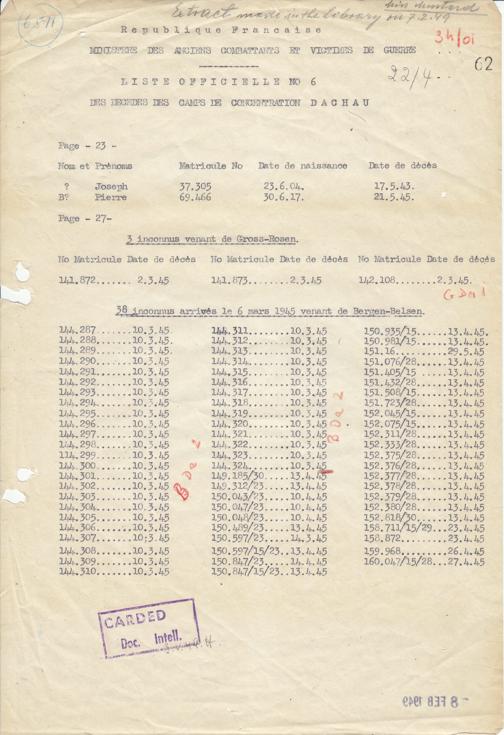 6571
Extract made in the library on 7.2.49
34/01
Republique Francaise
MINISTERE DES ANCIENS COMBATTANTS ET VICTIMES DE GUERRE
62
22/4
LISTE OFFICIELLE NO 6
DES DECEDES DES CAMPS DE CONCENTRATION DACHAU
Page - 23 -
Nom et Prénoms Matricule No Date de naissance Date de décès
? Joseph 37.305 23.6.04. 17.5.43.
B? Pierre 69.466 30.6.17. 21.5.45.
Page - 27-
3 inconnus venant de Gross-Rosen.
No Matricule Date de décès No Matricule Date de décès No Matricule Date de décès
141.872.......2.3.45 141.873.......2.3.45 142.108.......2.3.45.
G Da 1
38 inconnus arrivés le 6 mars 1945 venant de Bergen-Belsen.
144.287......10.3.45 144.311.......10.3.45 150.935/15.....13.4.45.
144.288......10.3.45. 144.312.......10.3.45 150.981/15.....13.4.45.
144.289......10.3.45 144.313.......10.3.45 151.16.........29.5.45
144.290......10.3.45 144.314.......10.3.45 151.076/28.....13.4.45
144.291......10.3.45 144.315.......10.3.45 151.405/15.....13.4.45
144.292......10.3.45 144.316.......10.3.45 151.432/28.....13.4.45
144.293......10.3.45 144.317.......10.3.45 151.508/15.....13.4.45
144.294......10.3.45 144.318.......10.3.45 151.723/28.....13.4.45
144.295......10.3.45 144.319.......10.3.45 152.045/15.....13.4.45
144.296......10.3.45 144.320.......10.3.45 152.075/15.....13.4.45
144.297......10.3.45 144.321.......10.3.45 152.311/28.....13.4.45
144.298......10.3.45 144.322.......10.3.45 152.333/28.....13.4.45
114.299......10.3.45 144.323.......10.3.45 152.375/28.....13.4.45
144.300......10.3.45 144.324.......10.3.45 152.376/28.....13.4.45
144.301......10.3.45 149.185/30....13.4.45 152.377/28.....13.4.45
144.302......10.3.45 149.312/23....13.4.45 152.378/28.....13.4.45
144.303......10.3.45 150.043/23....10.4.45 152.379/28.....13.4.45
144.304......10.3.45 150.047/23....10.4.45 152.380/28.....13.4.45
144.305......10.3.45 150.048/23....10.4.45 152.818/30.....13.4.45
144.306......10.3.45 150.489/23....13.4.45 158.711/15/29..23.4.45
144.307......10.3.45 150.597/23....14.3.45 158.872........23.4.45
144.308......10.3.45 150.597/15/23.13.4.45 159.968........26.4.45
144.309......10.3.45 150.847/23....14.4.45 160.047/15/28..27.4.45
144.310......10.3.45 150.847/15/23..13.4.45
B Da 2
B Da 2
CARDED
Doc. Intell.
- 8 FEB 1949